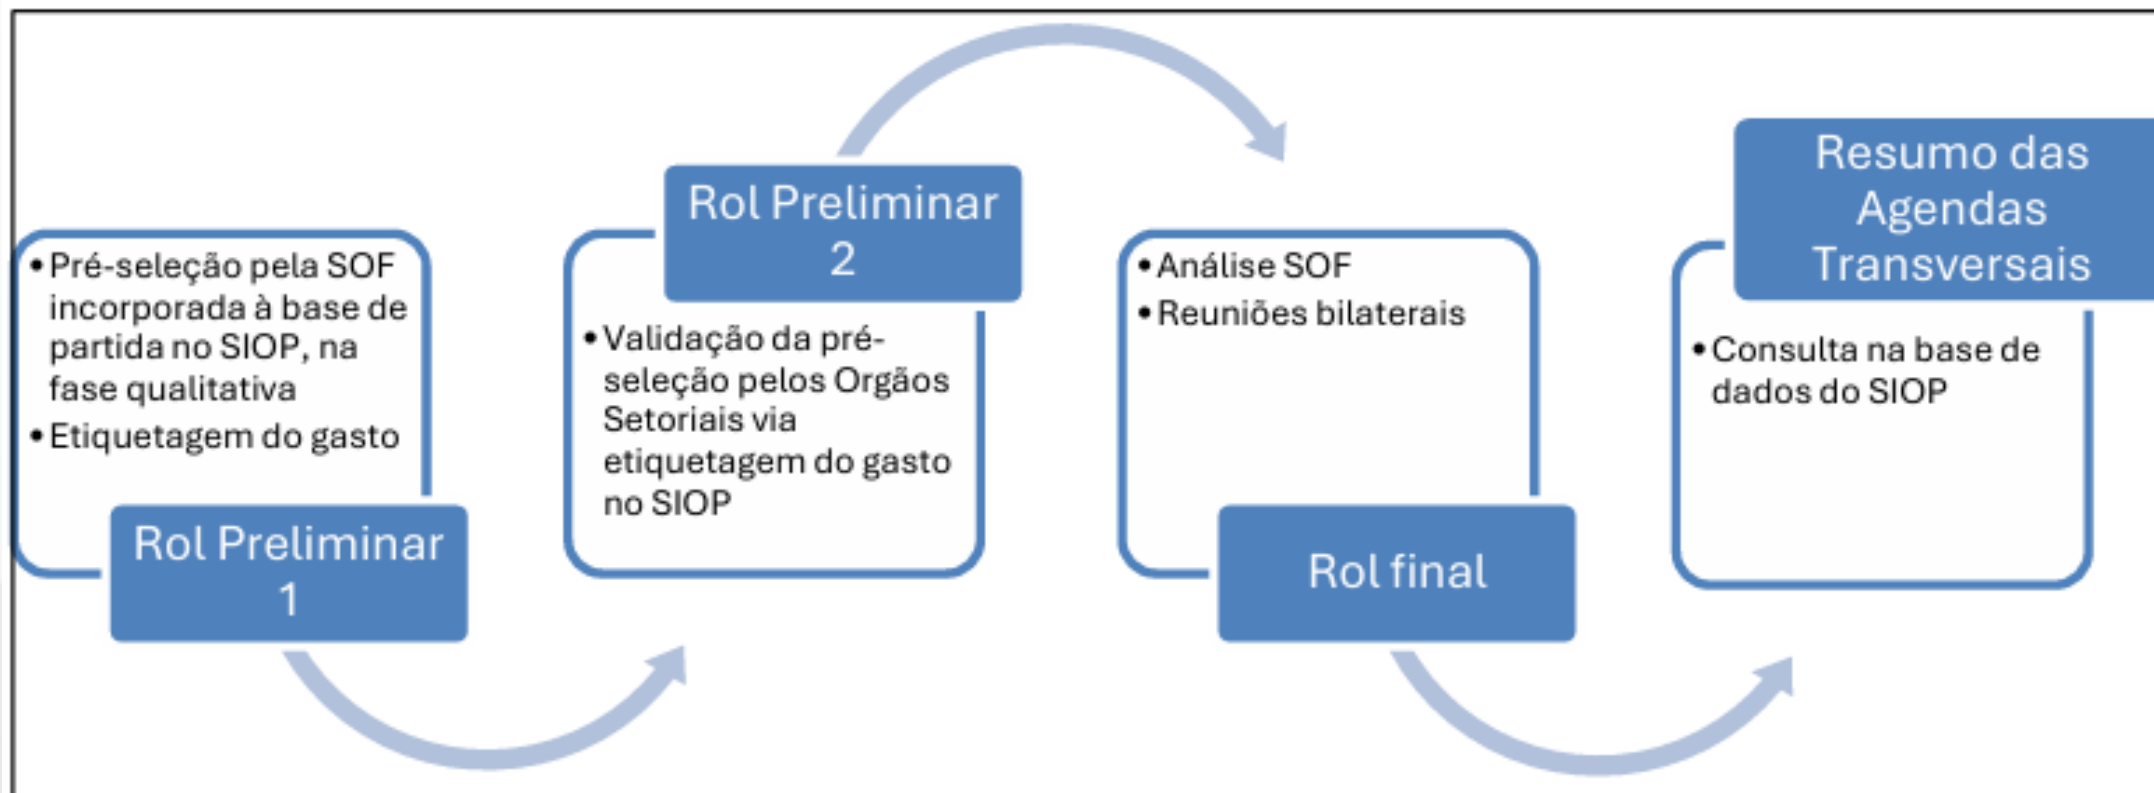 • Pré-seleção pela SOF
incorporada à base de
partida no SIOP, na
fase qualitativa
• Etiquetagem do gasto
Rol Preliminar
1
Rol Preliminar
2
• Validação da pré-
seleção pelos Orgãos
Setoriais via
etiquetagem do gasto
no SIOP
• Análise SOF
• Reuniões bilaterais
Rol final
Resumo das
Agendas
Transversais
• Consulta na base de
dados do SIOP